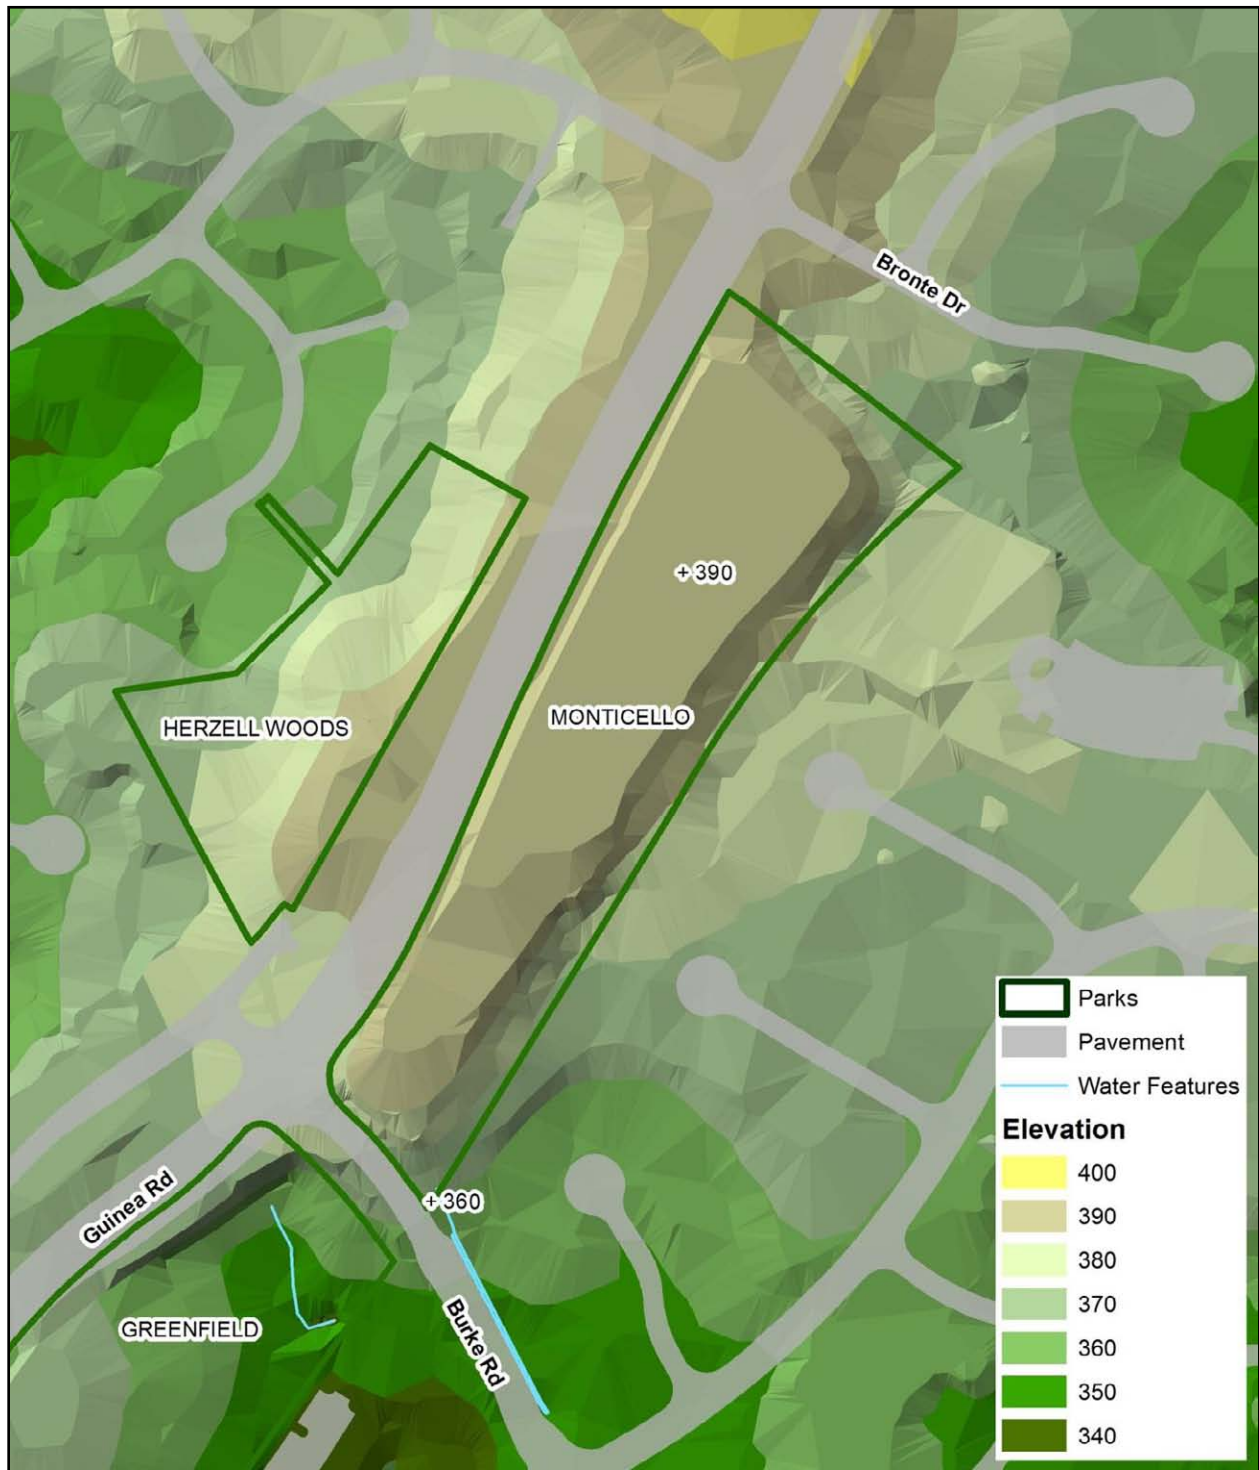 Bronte Dr
+ 390
MONTICELLO
HERZELL WOODS
Parks
Pavement
Water Features
Elevation
400
390
380
370
360
350
340
Guinea Rd
+ 360
GREENFIELD
Burke Rd